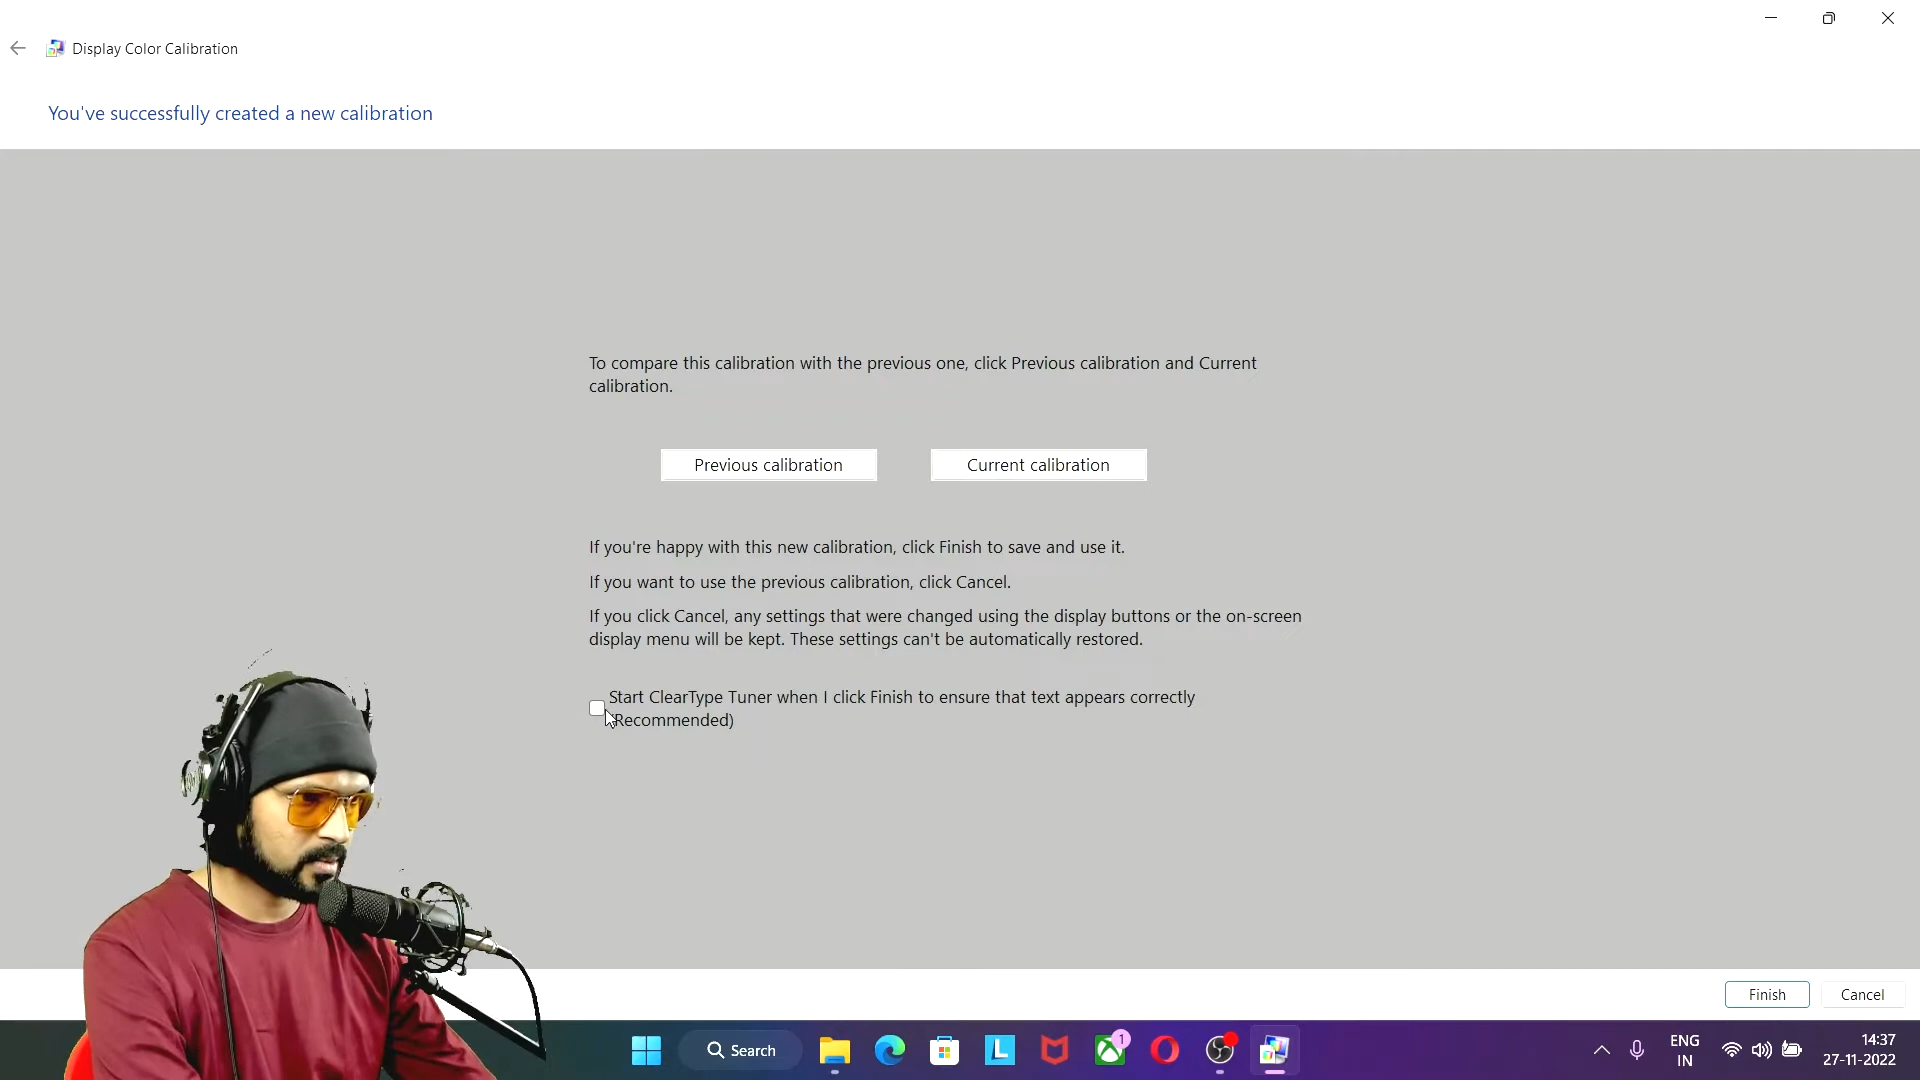 Display Color Calibration
You've successfully created a new calibration
To compare this calibration with the previous one, click Previous calibration and Current
calibration.
Previous calibration
Current calibration
If you're happy with this new calibration, click Finish to save and use it.
If you want to use the previous calibration, click Cancel.
If you click Cancel, any settings that were changed using the display buttons or the on-screen
display menu will be kept. These settings can't be automatically restored.
Start ClearType Tuner when I click Finish to ensure that text appears correctly
(Recommended)
Finish
Cancel
Search
L
1
ENG
IN
14:37
27-11-2022